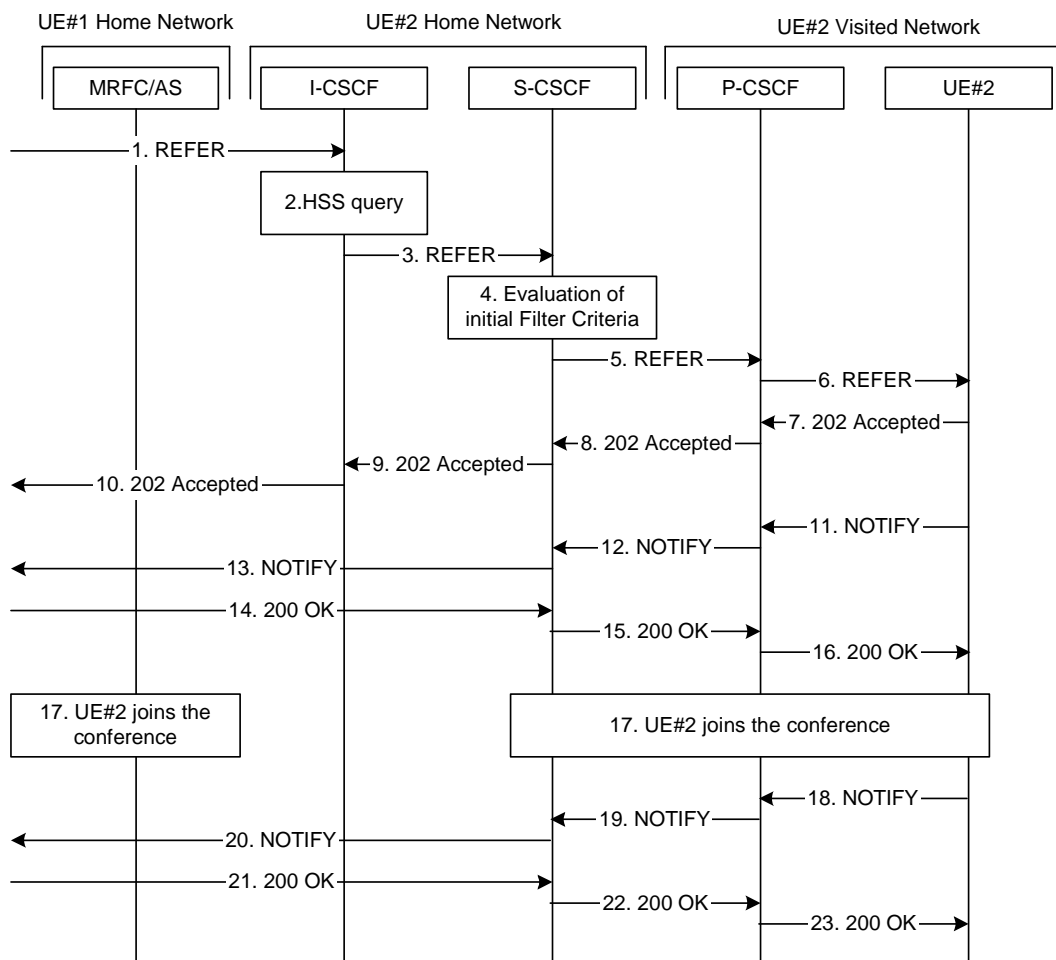 UE#1 Home Network
UE#2 Home Network
UE#2 Visited Network
MRFC/AS
I-CSCF
S-CSCF
P-CSCF
UE#2
1. REFER
2.HSS query
3. REFER
4. Evaluation of
initial Filter Criteria
5. REFER
6. REFER
7. 202 Accepted
8. 202 Accepted
9. 202 Accepted
10. 202 Accepted
11. NOTIFY
12. NOTIFY
13. NOTIFY
14. 200 OK
15. 200 OK
16. 200 OK
17. UE#2 joins the
conference
17. UE#2 joins the conference
18. NOTIFY
19. NOTIFY
20. NOTIFY
21. 200 OK
22. 200 OK
23. 200 OK